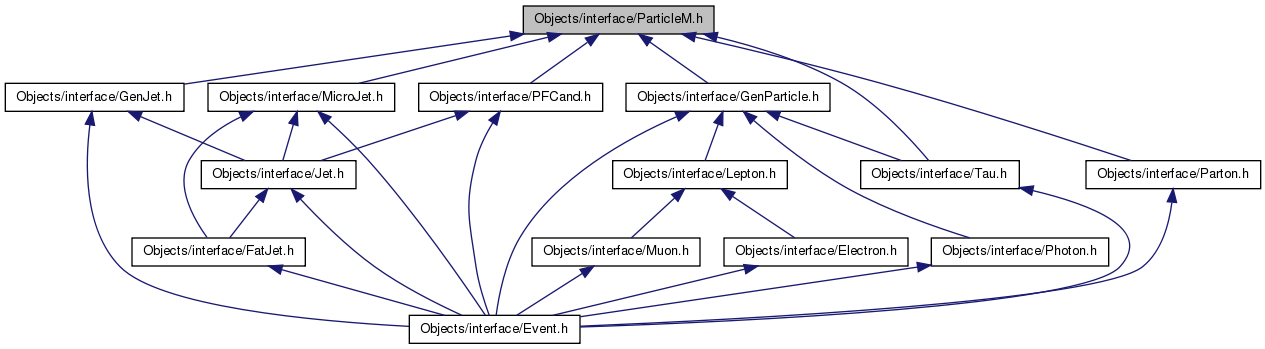 Objects/interface/ParticleM.h
Objects/interface/GenJet.h
Objects/interface/MicroJet.h
Objects/interface/PFCand.h
Objects/interface/GenParticle.h
Objects/interface/Jet.h
Objects/interface/Lepton.h
Objects/interface/Tau.h
Objects/interface/Parton.h
Objects/interface/FatJet.h
Objects/interface/Muon.h
Objects/interface/Electron.h
Objects/interface/Photon.h
Objects/interface/Event.h